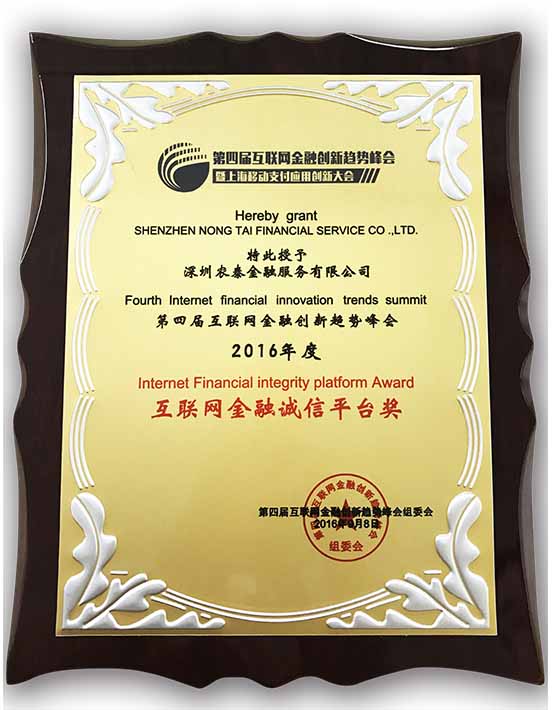 第四届互联网金融创新趋势峰会
暨上海移动支付应用创新大会
Hereby grant
SHENZHEN NONG TAI FINANCIAL SERVICE CO .,LTD.
特此授予
深圳农泰金融服务有限公司
Fourth Internet financial innovation trends summit
第四届互联网金融创新趋势峰会
2016年度
Internet Financial integrity platform Award
互联网金融诚信平台奖
第四届互联网金融创新趋势峰会组委会
2016年9月8日
第四届互联网金融创新趋势峰会
组委会